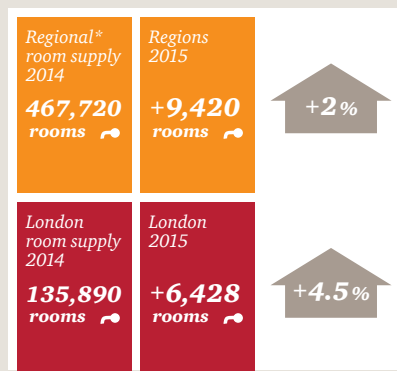 Regional*
room supply
2014
467,720
rooms
Regions
2015
+9,420
rooms
+2%
London
room supply
2014
135,890
rooms
London
2015
+6,428
rooms
+4.5%